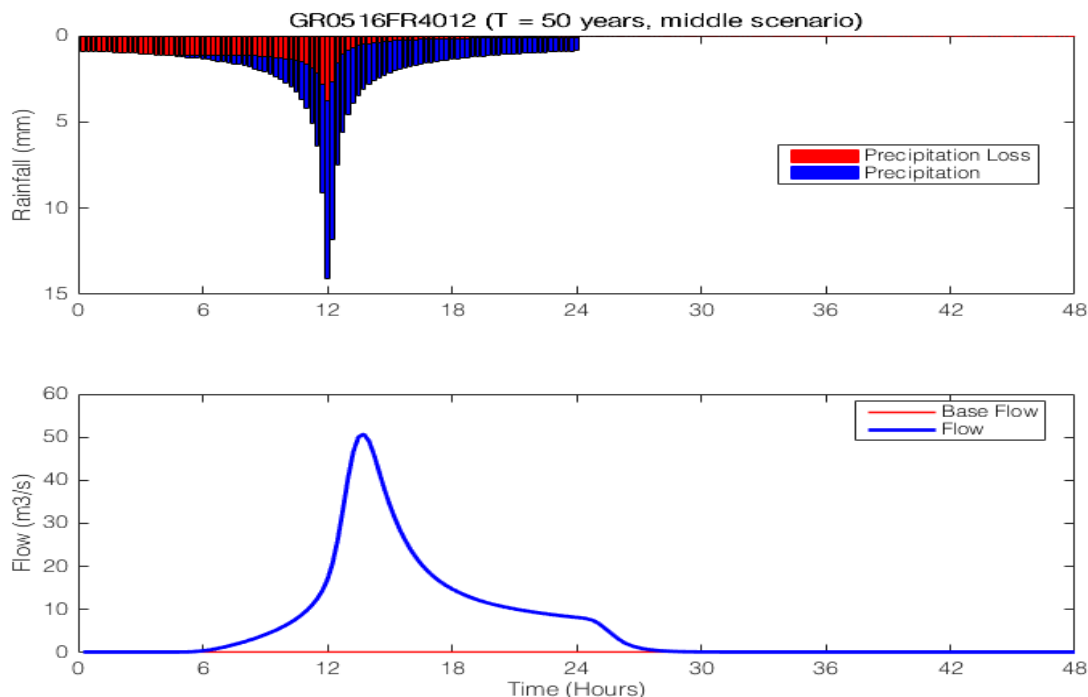 GR0516FR4012 (T = 50 years, middle scenario)
0
5
10
15
Rainfall (mm)
Precipitation Loss
Precipitation
0 6 12 18 24 30 36 42 48
60
50
40
30
20
10
0
Flow (m3/s)
Base Flow
Flow
0 6 12 18 24 30 36 42 48
Time (Hours)